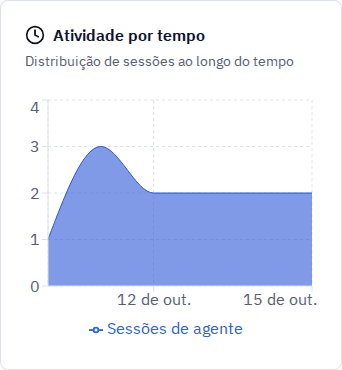 Atividade por tempo
Distribuição de sessões ao longo do tempo
4
3
2
1
0
12 de out.
15 de out.
Sessões de agente